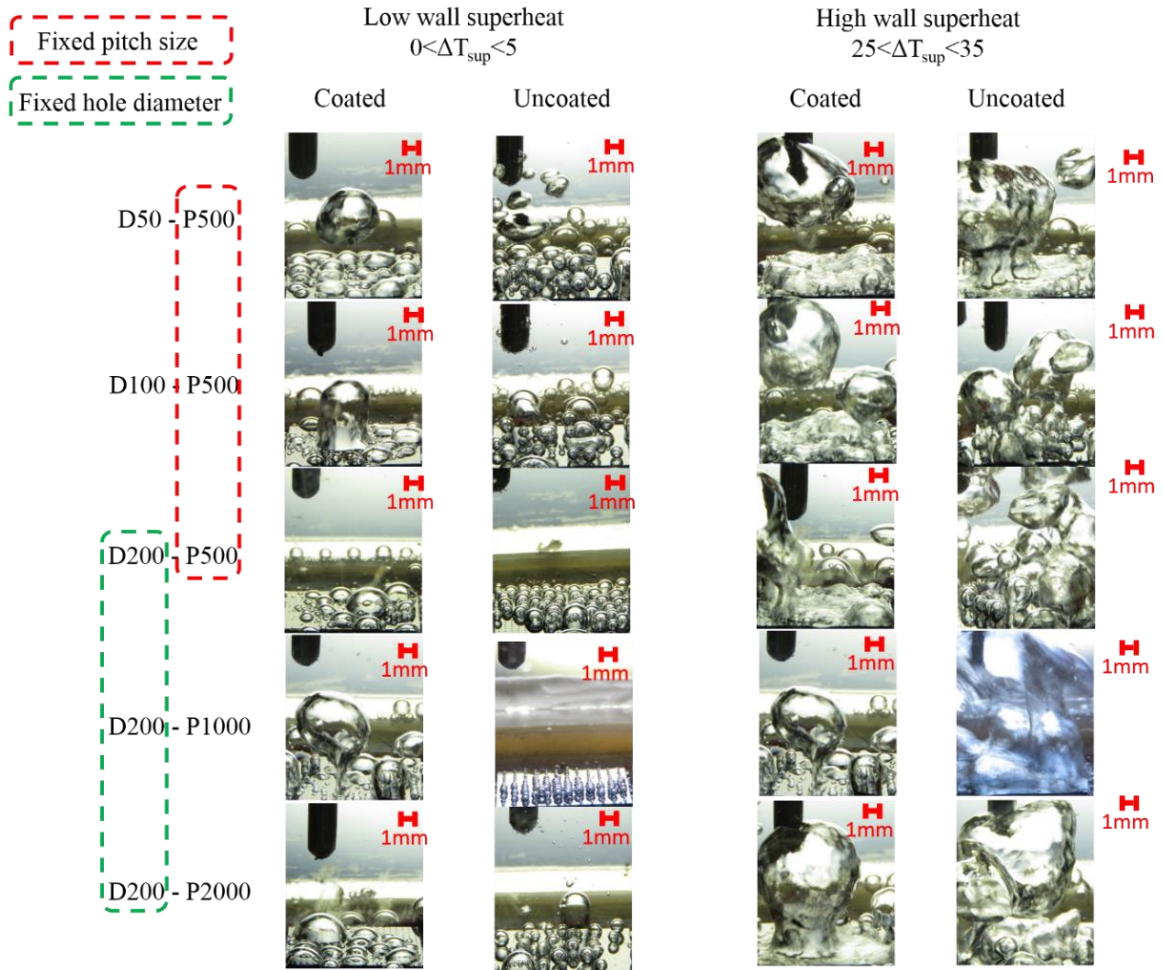 Fixed pitch size
Fixed hole diameter
Low wall superheat
0<ΔT_sup<5
High wall superheat
25<ΔT_sup<35
Coated
Uncoated
Coated
Uncoated
D50 - P500
1mm
1mm
1mm
1mm
D100 - P500
1mm
1mm
1mm
1mm
D200 - P500
1mm
1mm
1mm
1mm
D200 - P1000
1mm
1mm
1mm
1mm
D200 - P2000
1mm
1mm
1mm
1mm